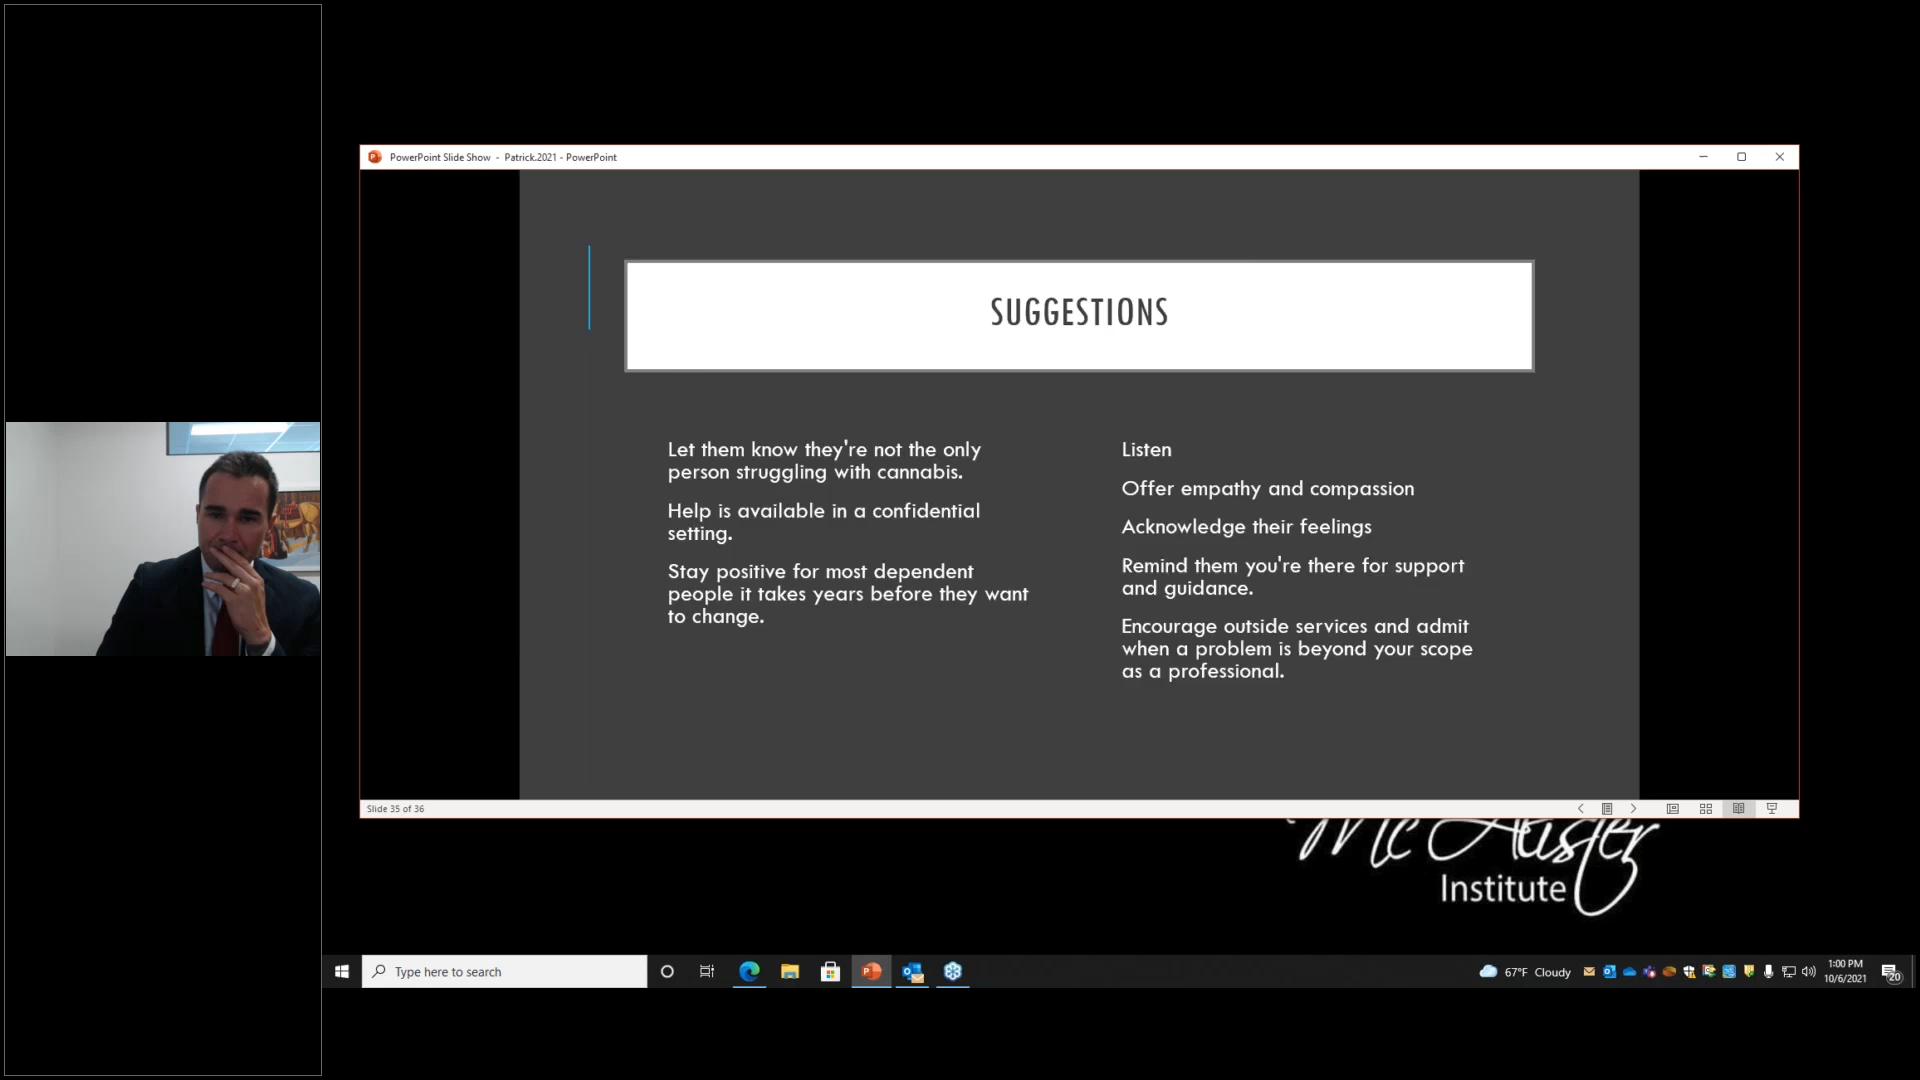 PowerPoint Slide Show - Patrick.2021 - PowerPoint
SUGGESTIONS
Let them know they're not the only
person struggling with cannabis.
Help is available in a confidential
setting.
Stay positive for most dependent
people it takes years before they want
to change.
Listen
Offer empathy and compassion
Acknowledge their feelings
Remind them you're there for support
and guidance.
Encourage outside services and admit
when a problem is beyond your scope
as a professional.
Slide 35 of 36
McAlister
Institute
Type here to search
67°F Cloudy
1:00 PM
10/6/2021
20